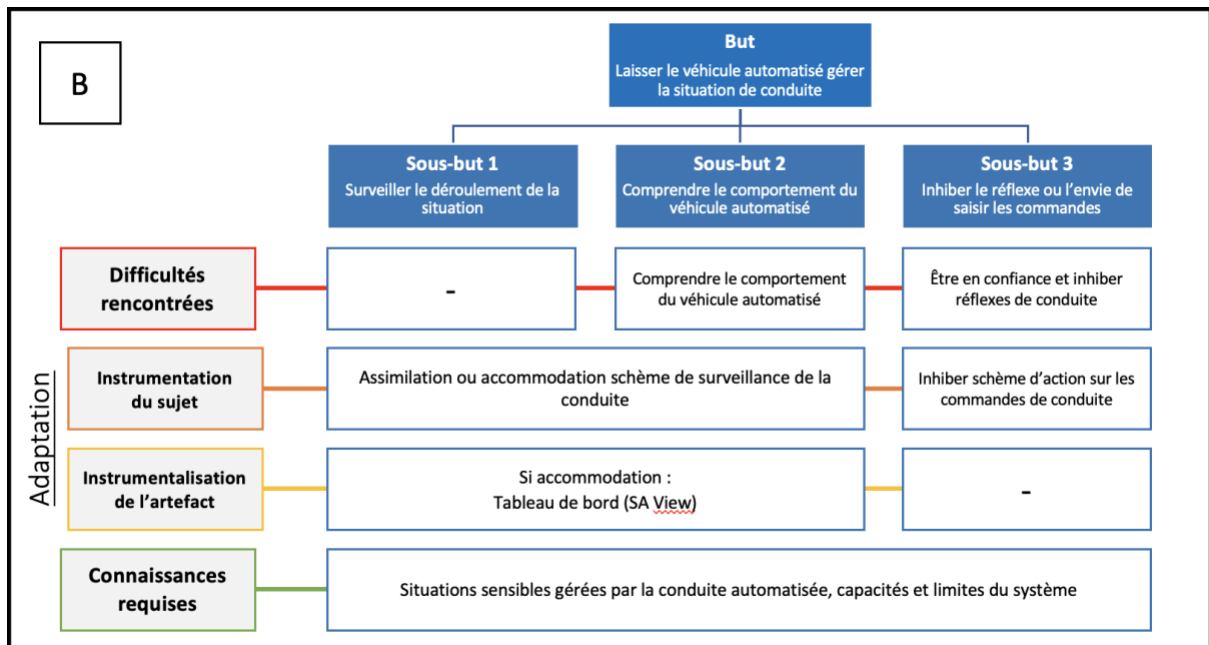 B
But
Laisser le véhicule automatisé gérer
la situation de conduite
Sous-but 1
Surveiller le déroulement de la
situation
Sous-but 2
Comprendre le comportement du
véhicule automatisé
Sous-but 3
Inhiber le réflexe ou l'envie de
saisir les commandes
Difficultés
rencontrées
-
Comprendre le comportement
du véhicule automatisé
Être en confiance et inhiber
réflexes de conduite
Adaptation
Instrumentation
du sujet
Assimilation ou accommodation schème de surveillance de la
conduite
Inhiber schème d'action sur les
commandes de conduite
Instrumentalisation
de l'artefact
Si accommodation :
Tableau de bord (SA View)
-
Connaissances
requises
Situations sensibles gérées par la conduite automatisée, capacités et limites du système